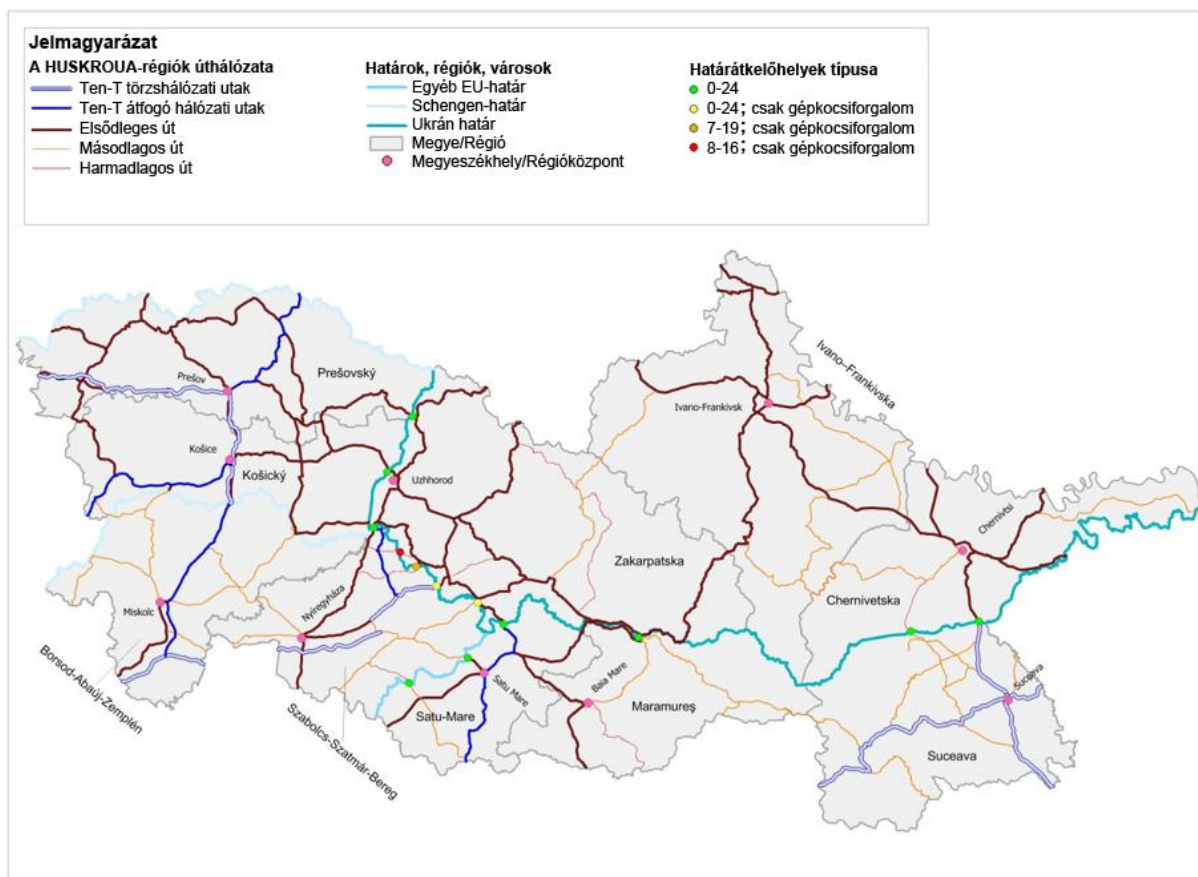 Jelmagyarázat
A HUSKROUA-régiók úthálózata
Ten-T törzshálózati utak
Ten-T átfogó hálózati utak
Elsődleges út
Másodlagos út
Harmadlagos út
Határok, régiók, városok
Egyéb EU-határ
Schengen-határ
Ukrán határ
Megye/Régió
Megyeszékhely/Régióközpont
Határátkelőhelyek típusa
0-24
0-24; csak gépkocsiforgalom
7-19; csak gépkocsiforgalom
8-16; csak gépkocsiforgalom
Prešov
Prešovský
Košice
Košický
Uzhhorod
Ivano-Frankivsk
Ivano-Frankivska
Chernivtsi
Zakarpatska
Chernivetska
Miskolc
Nyíregyháza
Borsod-Abaúj-Zemplén
Szabolcs-Szatmár-Bereg
Satu Mare
Satu-Mare
Baia Mare
Maramureş
Suceava
Suceava